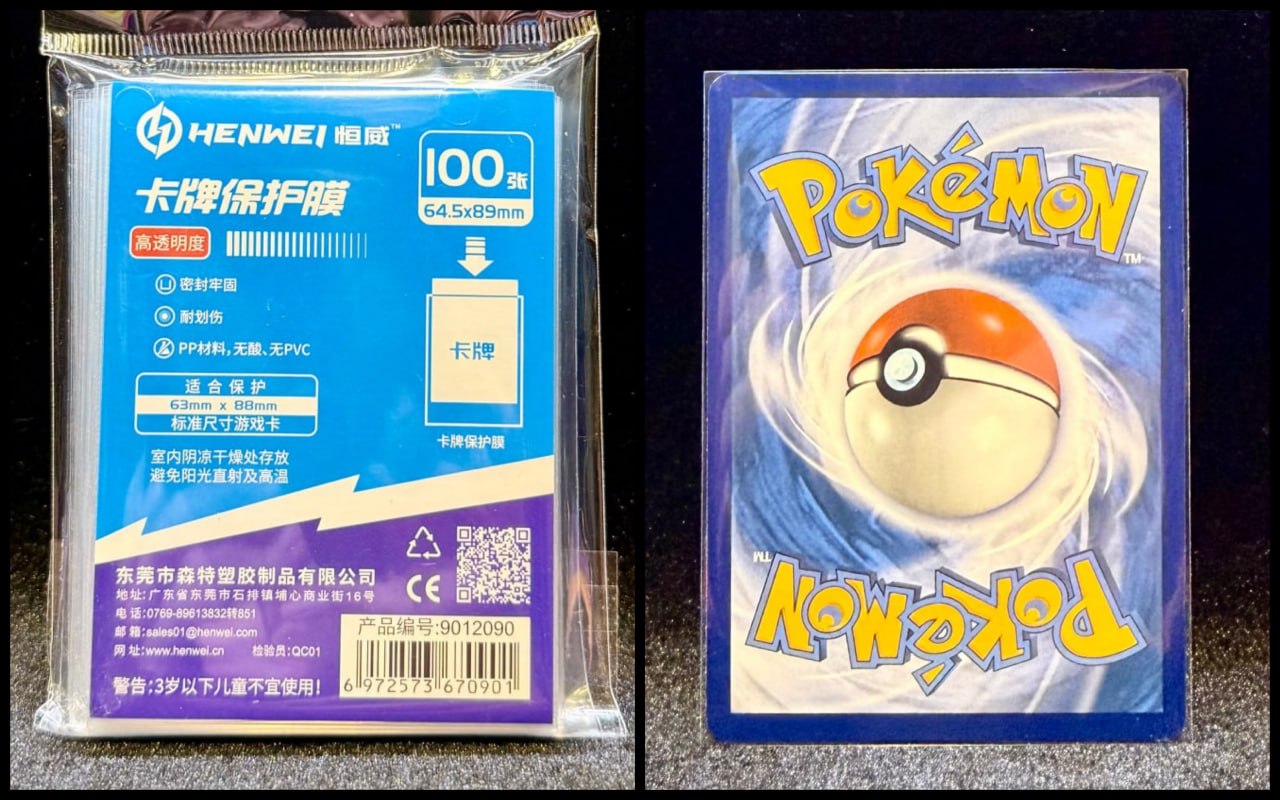 HENWEI 恒威™
卡牌保护膜
100张
64.5x89mm
高透明度
密封牢固
耐划伤
PP材料,无酸、无PVC
适合保护
63mm x 88mm
标准尺寸游戏卡
卡牌
卡牌保护膜
室内阴凉干燥处存放
避免阳光直射及高温
东莞市森特塑胶制品有限公司
地址:广东省东莞市石排镇埔心商业街16号
电话:0769-89613832转851
邮箱:sales01@henwei.com
网址:www.henwei.cn 检验员:QC01
警告:3岁以下儿童不宜使用!
CE
产品编号:9012090
6 972573 670901
POKéMON
TM
TM
POKéMON